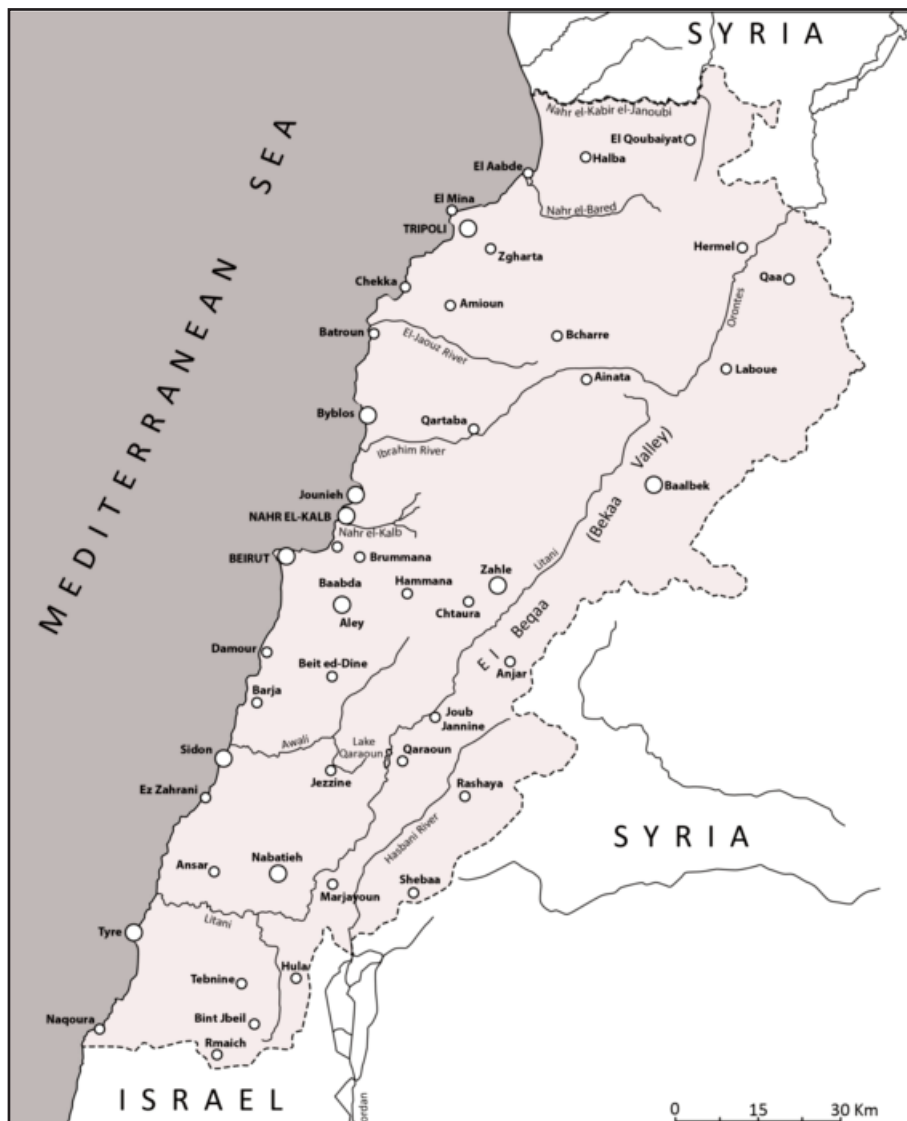 SYRIA
Nahr el-Kabir el-Janoubi
El Qoubaiyat
Halba
El Aabde
El Mina
Nahr el-Bared
TRIPOLI
Zgharta
Hermel
Qaa
Chekka
Amioun
Orontes
Batroun
El-Jaouz River
Bcharre
Ainata
Laboue
Byblos
Qartaba
Ibrahim River
MEDITERRANEAN SEA
Baalbek
Jounieh
NAHR EL-KALB
Nahr el-Kalb
BEIRUT
Brummana
Litani
El Beqaa
(Bekaa Valley)
Baabda
Hammana
Zahle
Aley
Chtaura
Damour
Beit ed-Dine
Anjar
Barja
Joub
Jannine
Awali
Lake
Qaraoun
Qaraoun
Sidon
Jezzine
Ez Zahrani
Rashaya
Hasbani River
SYRIA
Ansar
Nabatieh
Marjayoun
Shebaa
Litani
Tyre
Hula
Tebnine
Naqoura
Bint Jbeil
Rmaich
ISRAEL
ordan
0 15 30 Km